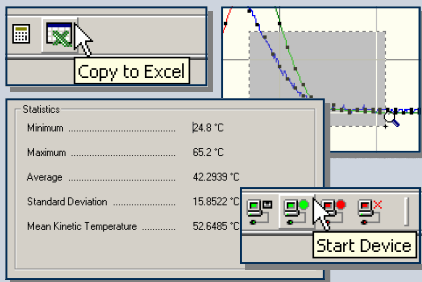 Copy to Excel
Statistics
Minimum ........................... 24.8 °C
Maximum .......................... 65.2 °C
Average ............................ 42.2939 °C
Standard Deviation ................ 15.8522 °C
Mean Kinetic Temperature ........... 52.6485 °C
Start Device